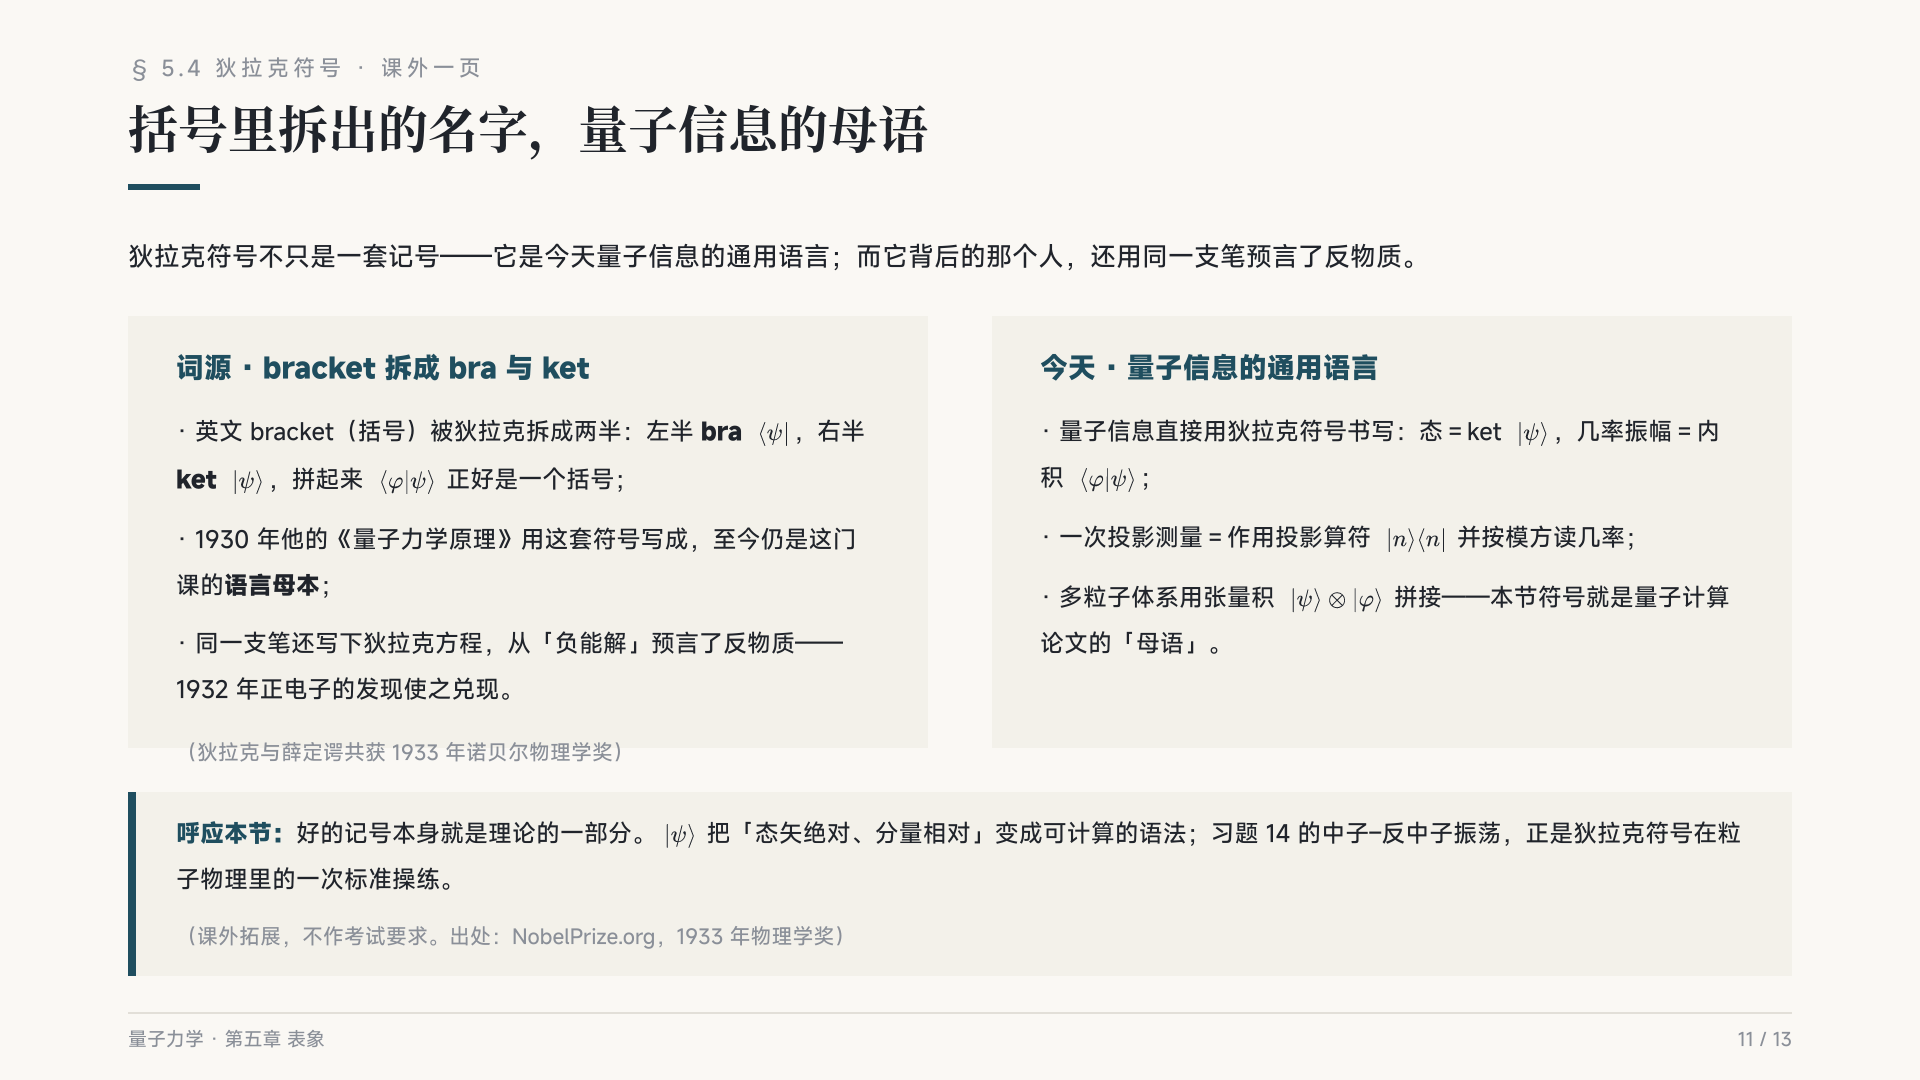 § 5.4 狄拉克符号 · 课外一页
括号里拆出的名字，量子信息的母语
狄拉克符号不只是一套记号——它是今天量子信息的通用语言；而它背后的那个人，还用同一支笔预言了反物质。
词源 · bracket 拆成 bra 与 ket
· 英文 bracket（括号）被狄拉克拆成两半：左半 bra ⟨ψ|，右半
ket |ψ⟩，拼起来 ⟨φ|ψ⟩ 正好是一个括号；
· 1930 年他的《量子力学原理》用这套符号写成，至今仍是这门
课的语言母本；
· 同一支笔还写下狄拉克方程，从「负能解」预言了反物质——
1932 年正电子的发现使之兑现。
（狄拉克与薛定谔共获 1933 年诺贝尔物理学奖）
今天 · 量子信息的通用语言
· 量子信息直接用狄拉克符号书写：态 = ket |ψ⟩，几率振幅 = 内
积 ⟨φ|ψ⟩；
· 一次投影测量 = 作用投影算符 |n⟩⟨n| 并按模方读几率；
· 多粒子体系用张量积 |ψ⟩ ⊗ |φ⟩ 拼接——本节符号就是量子计算
论文的「母语」。
呼应本节：好的记号本身就是理论的一部分。|ψ⟩ 把「态矢绝对、分量相对」变成可计算的语法；习题 14 的中子–反中子振荡，正是狄拉克符号在粒
子物理里的一次标准操练。
（课外拓展，不作考试要求。出处：NobelPrize.org，1933 年物理学奖）
量子力学 · 第五章 表象
11 / 13